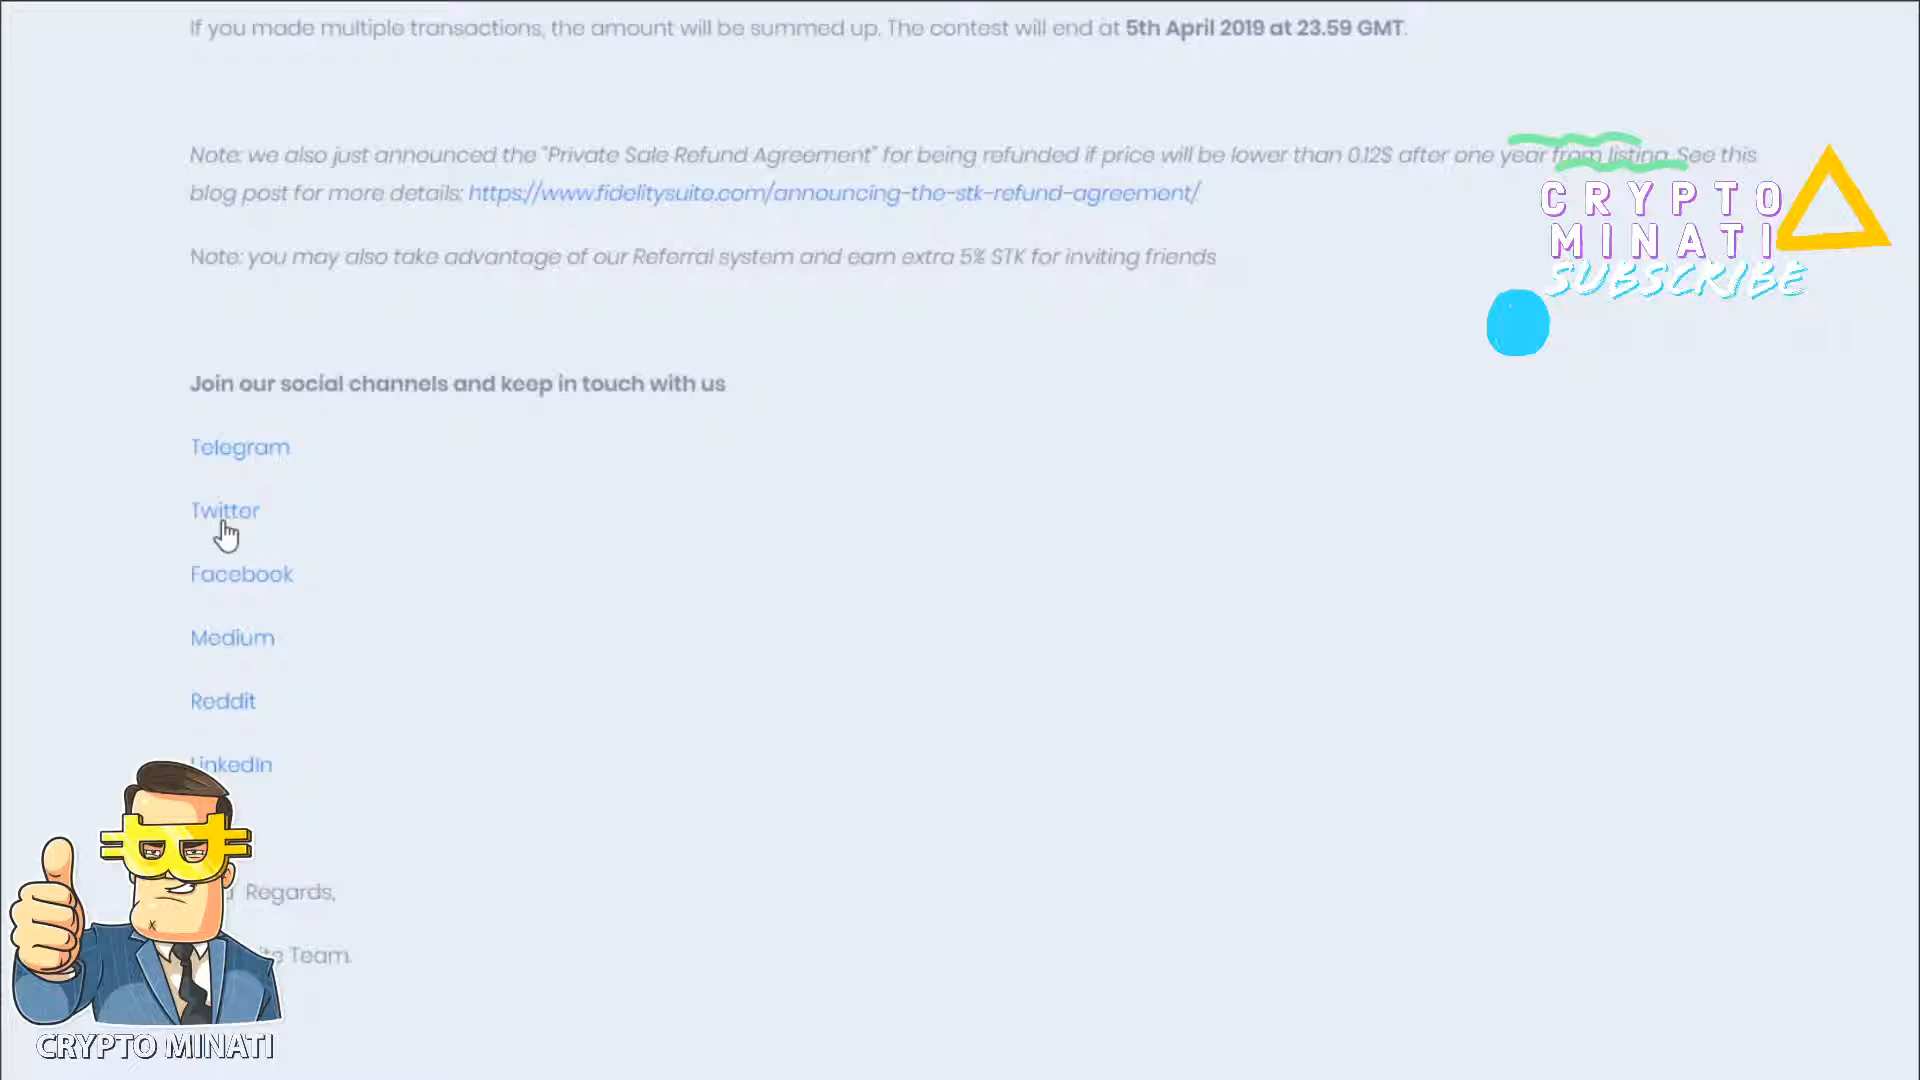 If you made multiple transactions, the amount will be summed up. The contest will end at 5th April 2019 at 23.59 GMT.
Note: we also just announced the "Private Sale Refund Agreement" for being refunded if price will be lower than 0.12$ after one year from listing. See this
blog post for more details: https://www.fidelitysuite.com/announcing-the-stk-refund-agreement/
Note: you may also take advantage of our Referral system and earn extra 5% STK for inviting friends
CRYPTO
MINATI
SUBSCRIBE
Join our social channels and keep in touch with us
Telegram
Twitter
Facebook
Medium
Reddit
LinkedIn
Regards,
Team.
CRYPTO MINATI